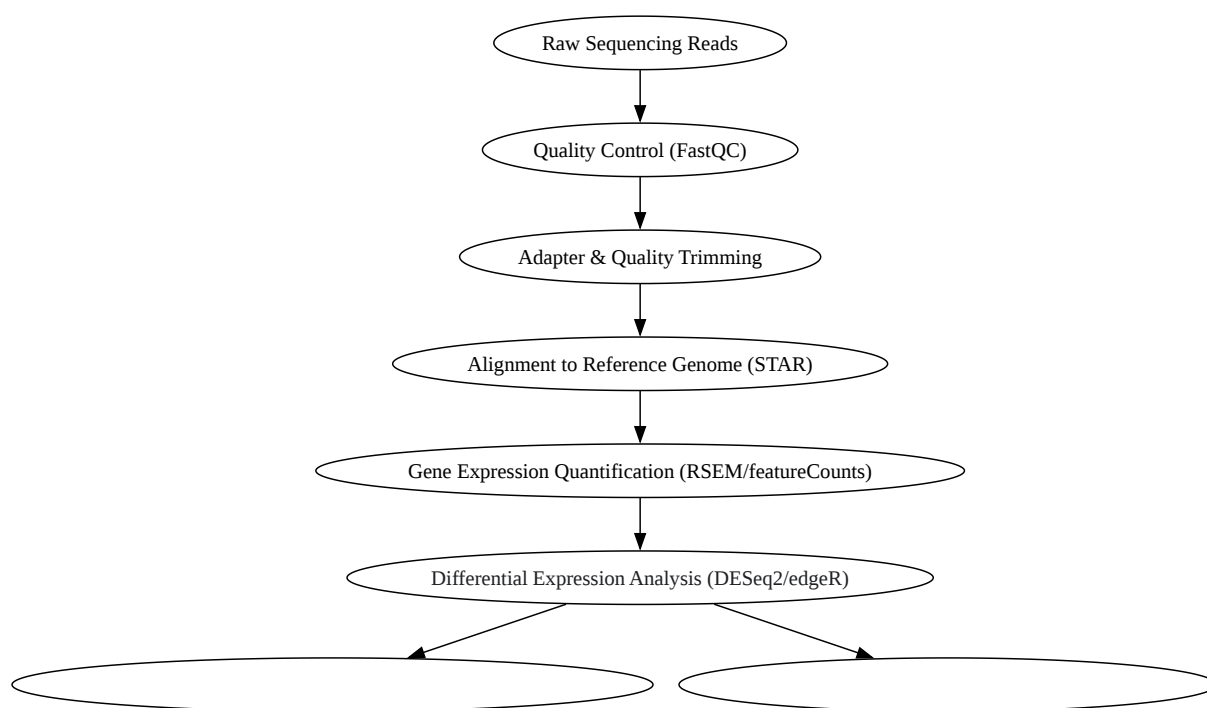 Raw Sequencing Reads
Quality Control (FastQC)
Adapter & Quality Trimming
Alignment to Reference Genome (STAR)
Gene Expression Quantification (RSEM/featureCounts)
Differential Expression Analysis (DESeq2/edgeR)